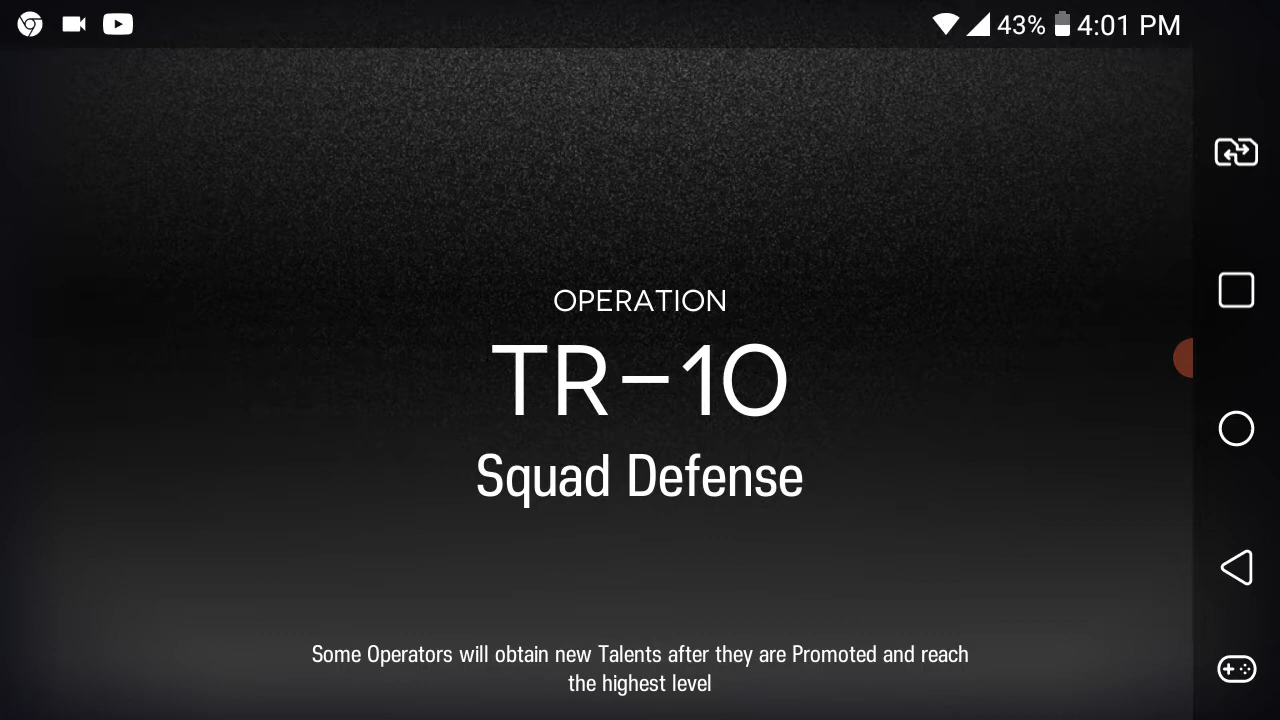 43% 4:01 PM
OPERATION
TR-10
Squad Defense
Some Operators will obtain new Talents after they are Promoted and reach
the highest level